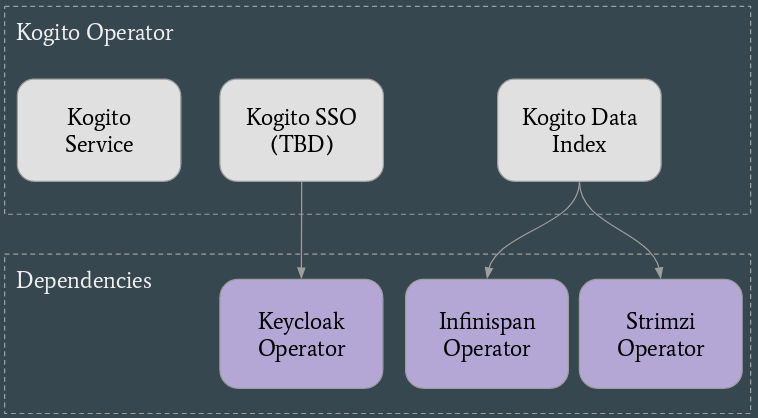 Kogito Operator
Kogito
Service
Kogito SSO
(TBD)
Kogito Data
Index
Dependencies
Keycloak
Operator
Infinispan
Operator
Strimzi
Operator